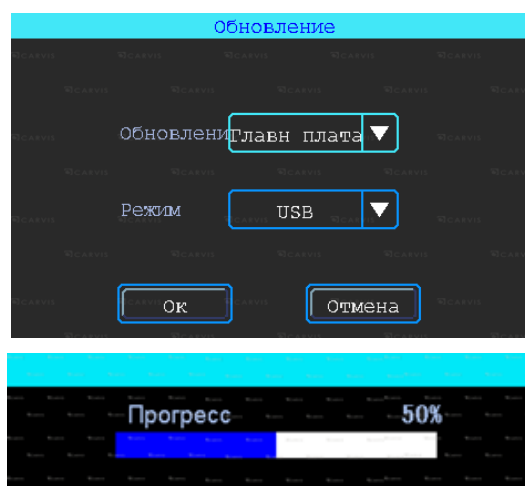 Обновление
Обновлени Главн плата
Режим USB
Ок Отмена
Прогресс 50%